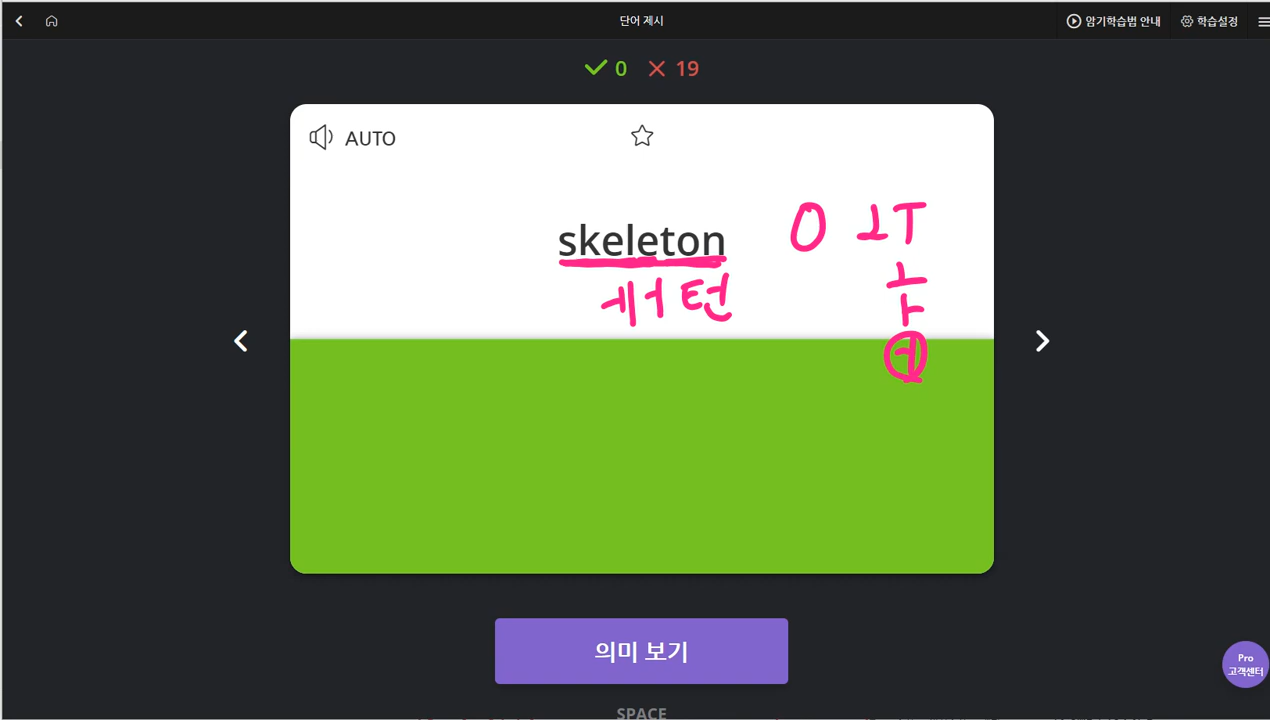 단어 제시
암기학습법 안내
학습설정
0 19
AUTO
skeleton
의미 보기
Pro
고객센터
SPACE